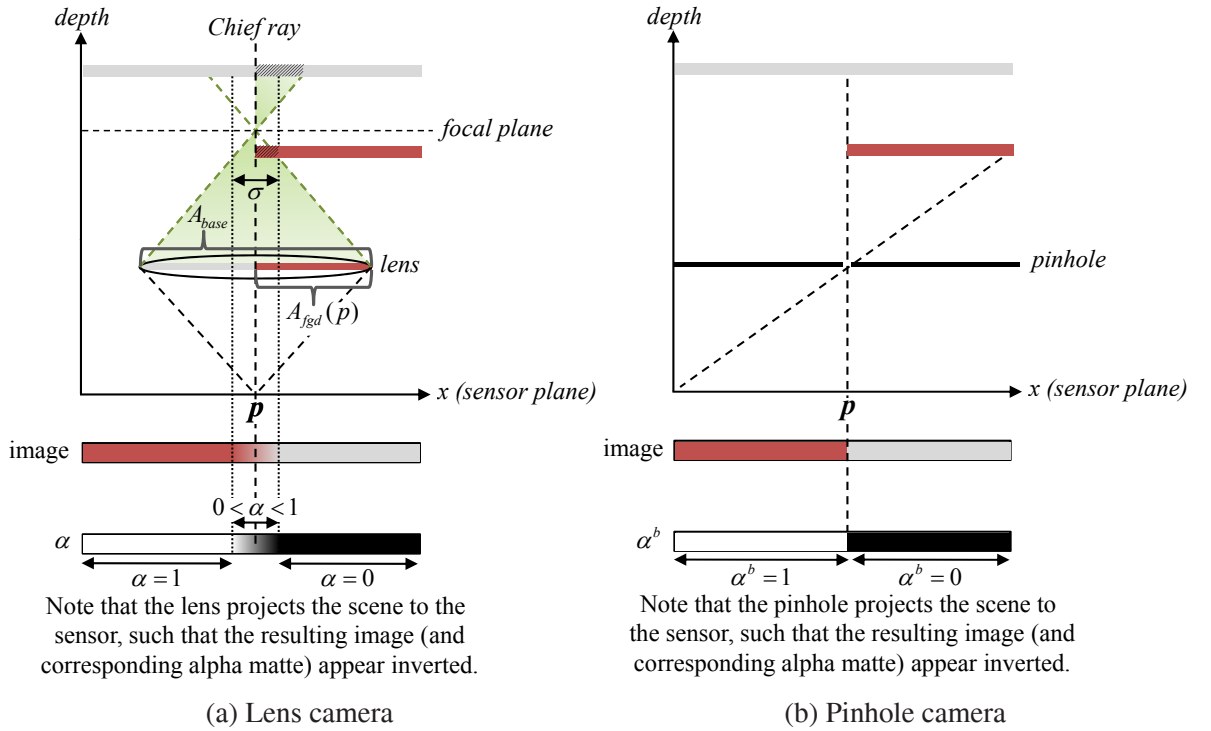 depth
Chief ray
focal plane
σ
A_base
lens
A_fgd(p)
x (sensor plane)
p
image
0 < α < 1
α
α = 1
α = 0
Note that the lens projects the scene to the
sensor, such that the resulting image (and
corresponding alpha matte) appear inverted.
(a) Lens camera
depth
pinhole
x (sensor plane)
p
image
α^b
α^b = 1
α^b = 0
Note that the pinhole projects the scene to
the sensor, such that the resulting image (and
corresponding alpha matte) appear inverted.
(b) Pinhole camera